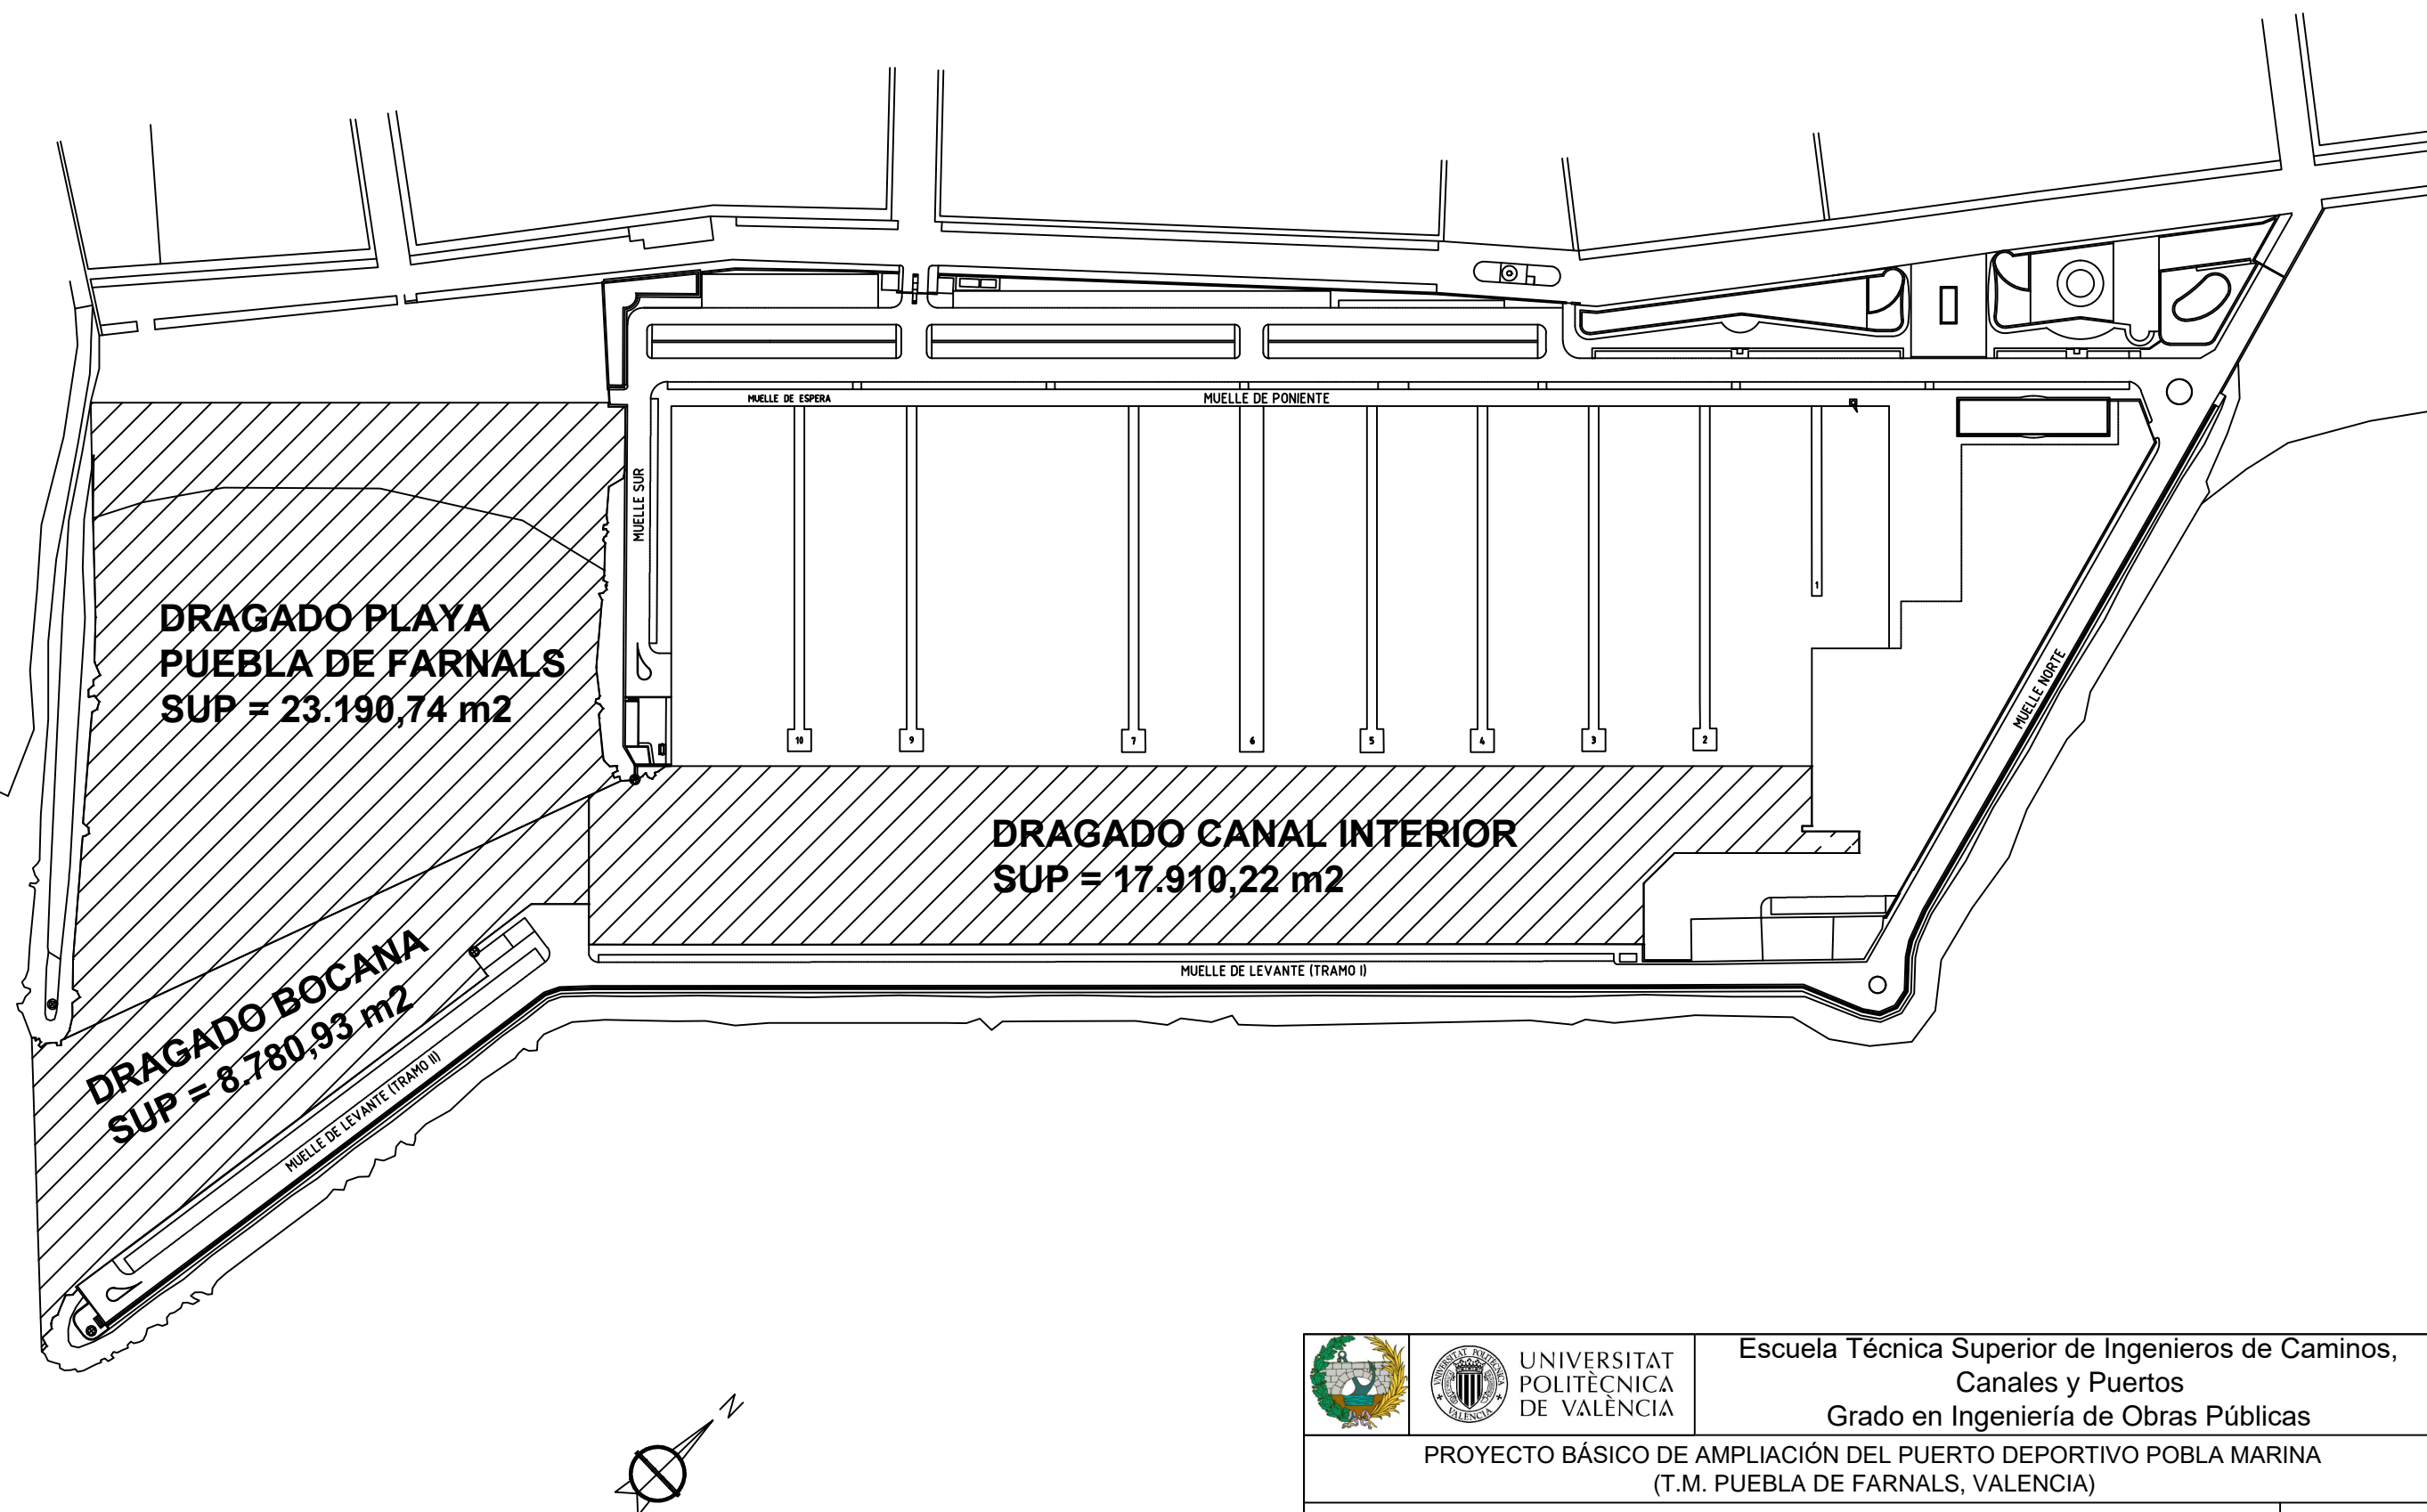 MUELLE DE ESPERA
MUELLE DE PONIENTE
MUELLE SUR
1
DRAGADO PLAYA
PUEBLA DE FARNALS
SUP = 23.190,74 m2
MUELLE NORTE
10
9
7
6
5
4
3
2
DRAGADO CANAL INTERIOR
SUP = 17.910,22 m2
DRAGADO BOCANA
SUP = 8.780,93 m2
MUELLE DE LEVANTE (TRAMO I)
MUELLE DE LEVANTE (TRAMO II)
N
UNIVERSITAT
POLITÈCNICA
DE VALÈNCIA
UNIVERSITAT POLITÈCNICA
VALENCIA
Escuela Técnica Superior de Ingenieros de Caminos,
Canales y Puertos
Grado en Ingeniería de Obras Públicas
PROYECTO BÁSICO DE AMPLIACIÓN DEL PUERTO DEPORTIVO POBLA MARINA
(T.M. PUEBLA DE FARNALS, VALENCIA)